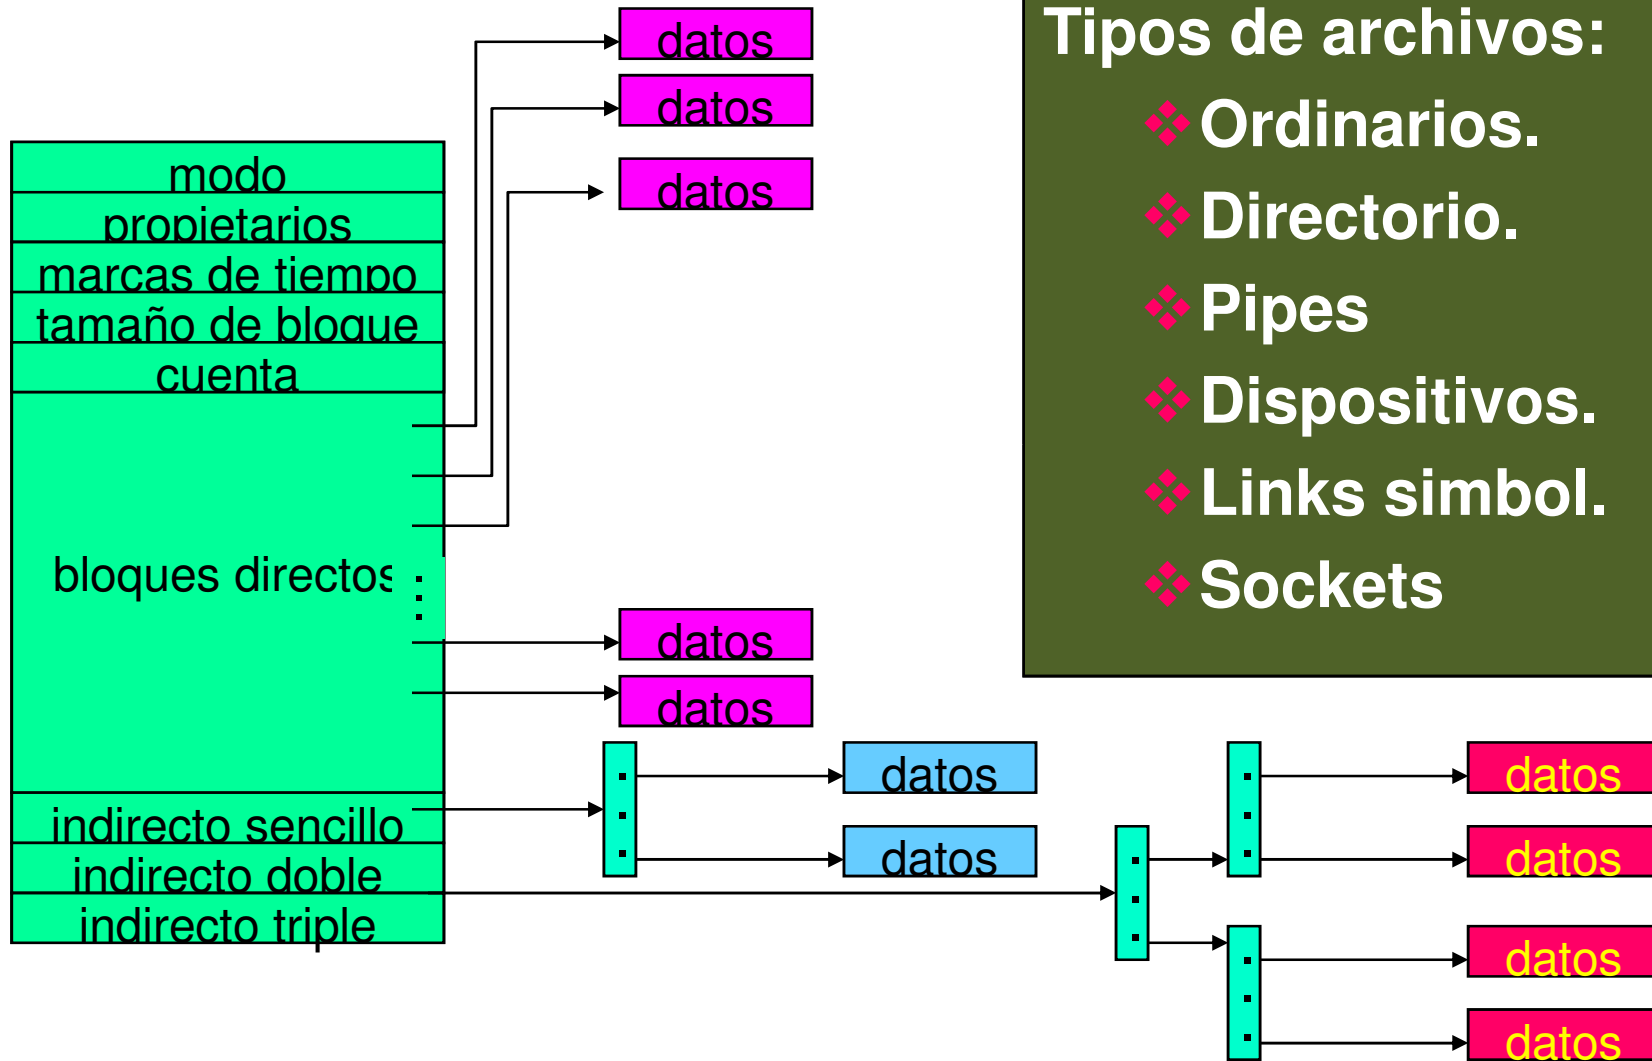 datos
datos
datos
modo
propietarios
marcas de tiempo
tamaño de bloque
cuenta
bloques directos
datos
datos
indirecto sencillo
indirecto doble
indirecto triple
datos
datos
datos
datos
datos
datos
Tipos de archivos:
Ordinarios.
Directorio.
Pipes
Dispositivos.
Links simbol.
Sockets